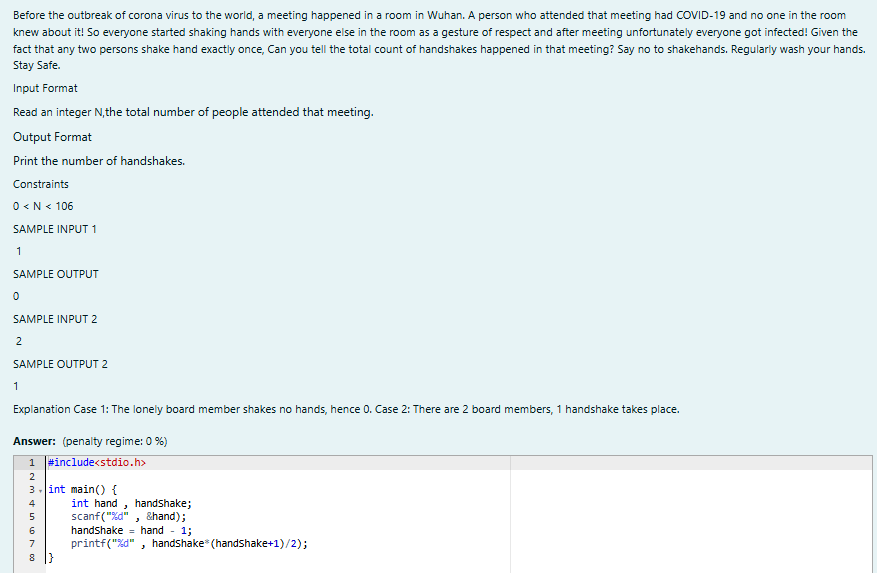 Before the outbreak of corona virus to the world, a meeting happened in a room in Wuhan. A person who attended that meeting had COVID-19 and no one in the room
knew about it! So everyone started shaking hands with everyone else in the room as a gesture of respect and after meeting unfortunately everyone got infected! Given the
fact that any two persons shake hand exactly once, Can you tell the total count of handshakes happened in that meeting? Say no to shakehands. Regularly wash your hands.
Stay Safe.
Input Format
Read an integer N,the total number of people attended that meeting.
Output Format
Print the number of handshakes.
Constraints
0 < N < 106
SAMPLE INPUT 1
1
SAMPLE OUTPUT
0
SAMPLE INPUT 2
2
SAMPLE OUTPUT 2
1
Explanation Case 1: The lonely board member shakes no hands, hence 0. Case 2: There are 2 board members, 1 handshake takes place.
Answer: (penalty regime: 0 %)
1 #include<stdio.h>
2
3 int main() {
4 int hand , handShake;
5 scanf("%d" , &hand);
6 handShake = hand - 1;
7 printf("%d" , handShake*(handShake+1)/2);
8 }